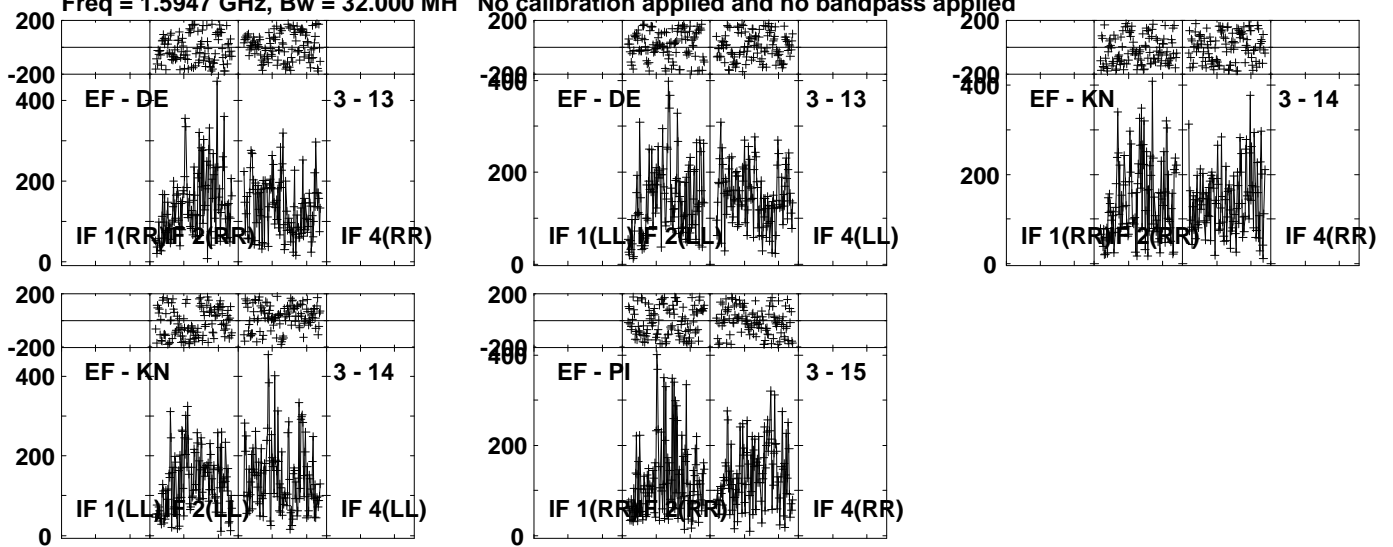 Freq = 1.5947 GHz, Bw = 32.000 MH No calibration applied and no bandpass applied
200
-200
400
200
0
EF - DE
3 - 13
IF 1(RR)
IF 2(RR)
IF 4(RR)
200
-200
400
200
0
EF - DE
3 - 13
IF 1(LL)
IF 2(LL)
IF 4(LL)
200
-200
400
200
0
EF - KN
3 - 14
IF 1(RR)
IF 2(RR)
IF 4(RR)
200
-200
400
200
0
EF - KN
3 - 14
IF 1(LL)
IF 2(LL)
IF 4(LL)
200
-200
400
200
0
EF - PI
3 - 15
IF 1(RR)
IF 2(RR)
IF 4(RR)